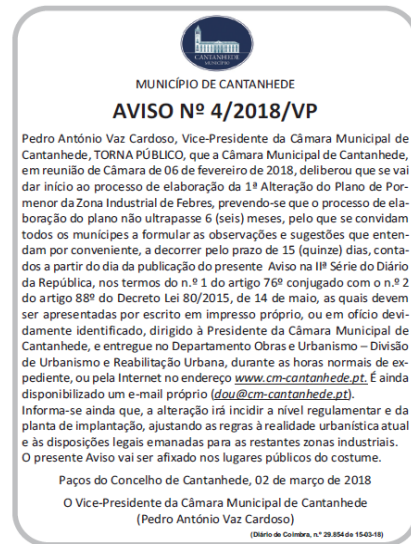 CANTANHEDE
MUNICÍPIO
MUNICÍPIO DE CANTANHEDE
AVISO Nº 4/2018/VP
Pedro António Vaz Cardoso, Vice-Presidente da Câmara Municipal de
Cantanhede, TORNA PÚBLICO, que a Câmara Municipal de Cantanhede,
em reunião de Câmara de 06 de fevereiro de 2018, deliberou que se vai
dar início ao processo de elaboração da 1ª Alteração do Plano de Por-
menor da Zona Industrial de Febres, prevendo-se que o processo de ela-
boração do plano não ultrapasse 6 (seis) meses, pelo que se convidam
todos os munícipes a formular as observações e sugestões que enten-
dam por conveniente, a decorrer pelo prazo de 15 (quinze) dias, conta-
dos a partir do dia da publicação do presente Aviso na IIª Série do Diário
da República, nos termos do n.º 1 do artigo 76º conjugado com o n.º 2
do artigo 88º do Decreto Lei 80/2015, de 14 de maio, as quais devem
ser apresentadas por escrito em impresso próprio, ou em ofício devi-
damente identificado, dirigido à Presidente da Câmara Municipal de
Cantanhede, e entregue no Departamento Obras e Urbanismo – Divisão
de Urbanismo e Reabilitação Urbana, durante as horas normais de ex-
pediente, ou pela Internet no endereço www.cm-cantanhede.pt. É ainda
disponibilizado um e-mail próprio (dou@cm-cantanhede.pt).
Informa-se ainda que, a alteração irá incidir a nível regulamentar e da
planta de implantação, ajustando as regras à realidade urbanística atual
e às disposições legais emanadas para as restantes zonas industriais.
O presente Aviso vai ser afixado nos lugares públicos do costume.
Paços do Concelho de Cantanhede, 02 de março de 2018
O Vice-Presidente da Câmara Municipal de Cantanhede
(Pedro António Vaz Cardoso)
(Diário de Coimbra, n.º 29.854 de 15-03-18)